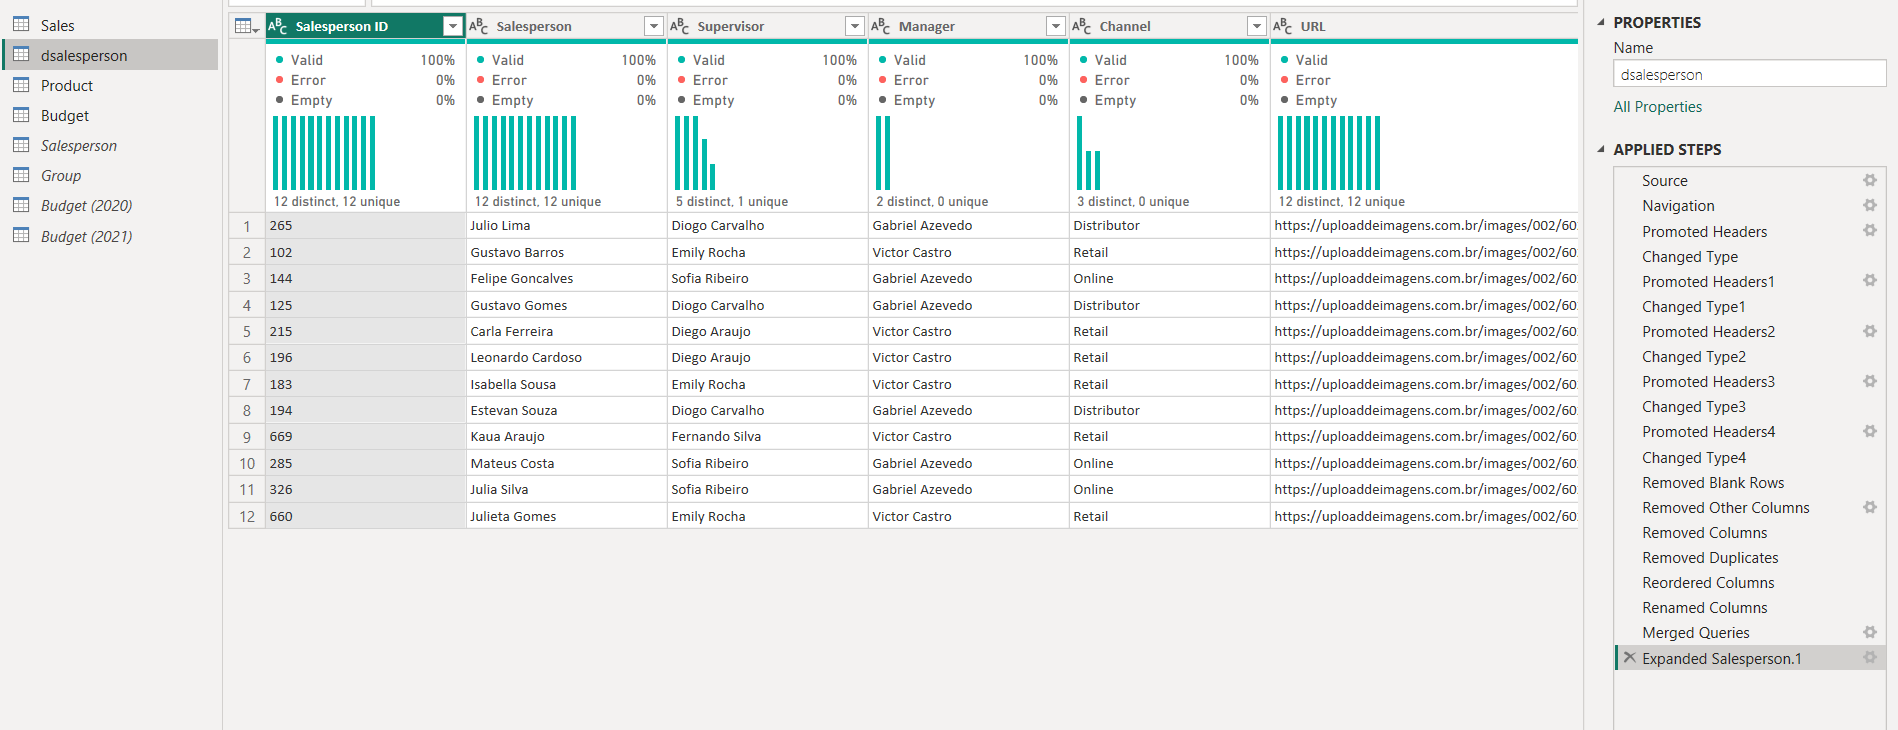 Sales
dsalesperson
Product
Budget
Salesperson
Group
Budget (2020)
Budget (2021)
ABC Salesperson ID ABC Salesperson ABC Supervisor ABC Manager ABC Channel ABC URL
Valid 100% Valid 100% Valid 100% Valid 100% Valid 100% Valid
Error 0% Error 0% Error 0% Error 0% Error 0% Error
Empty 0% Empty 0% Empty 0% Empty 0% Empty 0% Empty
12 distinct, 12 unique 12 distinct, 12 unique 5 distinct, 1 unique 2 distinct, 0 unique 3 distinct, 0 unique 12 distinct, 12 unique
1 265 Julio Lima Diogo Carvalho Gabriel Azevedo Distributor https://uploaddeimagens.com.br/images/002/60
2 102 Gustavo Barros Emily Rocha Victor Castro Retail https://uploaddeimagens.com.br/images/002/60
3 144 Felipe Goncalves Sofia Ribeiro Gabriel Azevedo Online https://uploaddeimagens.com.br/images/002/60
4 125 Gustavo Gomes Diogo Carvalho Gabriel Azevedo Distributor https://uploaddeimagens.com.br/images/002/60
5 215 Carla Ferreira Diego Araujo Victor Castro Retail https://uploaddeimagens.com.br/images/002/60
6 196 Leonardo Cardoso Diego Araujo Victor Castro Retail https://uploaddeimagens.com.br/images/002/60
7 183 Isabella Sousa Emily Rocha Victor Castro Retail https://uploaddeimagens.com.br/images/002/60
8 194 Estevan Souza Diogo Carvalho Gabriel Azevedo Distributor https://uploaddeimagens.com.br/images/002/60
9 669 Kaua Araujo Fernando Silva Victor Castro Retail https://uploaddeimagens.com.br/images/002/60
10 285 Mateus Costa Sofia Ribeiro Gabriel Azevedo Online https://uploaddeimagens.com.br/images/002/60
11 326 Julia Silva Sofia Ribeiro Gabriel Azevedo Online https://uploaddeimagens.com.br/images/002/60
12 660 Julieta Gomes Emily Rocha Victor Castro Retail https://uploaddeimagens.com.br/images/002/60
PROPERTIES
Name
dsalesperson
All Properties
APPLIED STEPS
Source
Navigation
Promoted Headers
Changed Type
Promoted Headers1
Changed Type1
Promoted Headers2
Changed Type2
Promoted Headers3
Changed Type3
Promoted Headers4
Changed Type4
Removed Blank Rows
Removed Other Columns
Removed Columns
Removed Duplicates
Reordered Columns
Renamed Columns
Merged Queries
Expanded Salesperson.1